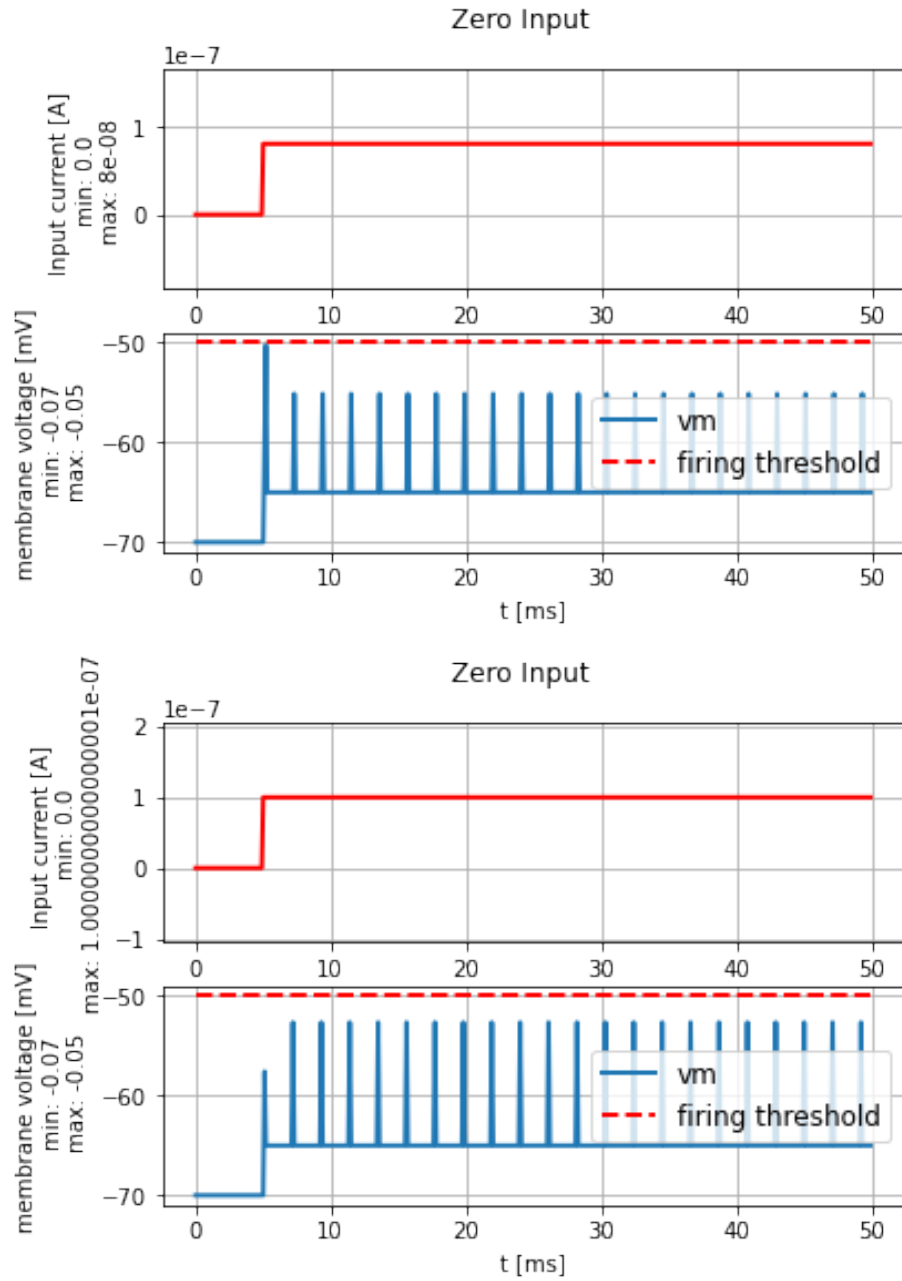 Zero Input
1e−7
Input current [A]
min: 0.0
max: 8e-08
1
0
0 10 20 30 40 50
membrane voltage [mV]
min: -0.07
max: -0.05
−50
−60
−70
vm
firing threshold
0 10 20 30 40 50
t [ms]
Zero Input
1e−7
Input current [A]
min: 0.0
max: 1.0000000000000001e-07
2
1
0
−1
0 10 20 30 40 50
membrane voltage [mV]
min: -0.07
max: -0.05
−50
−60
−70
vm
firing threshold
0 10 20 30 40 50
t [ms]